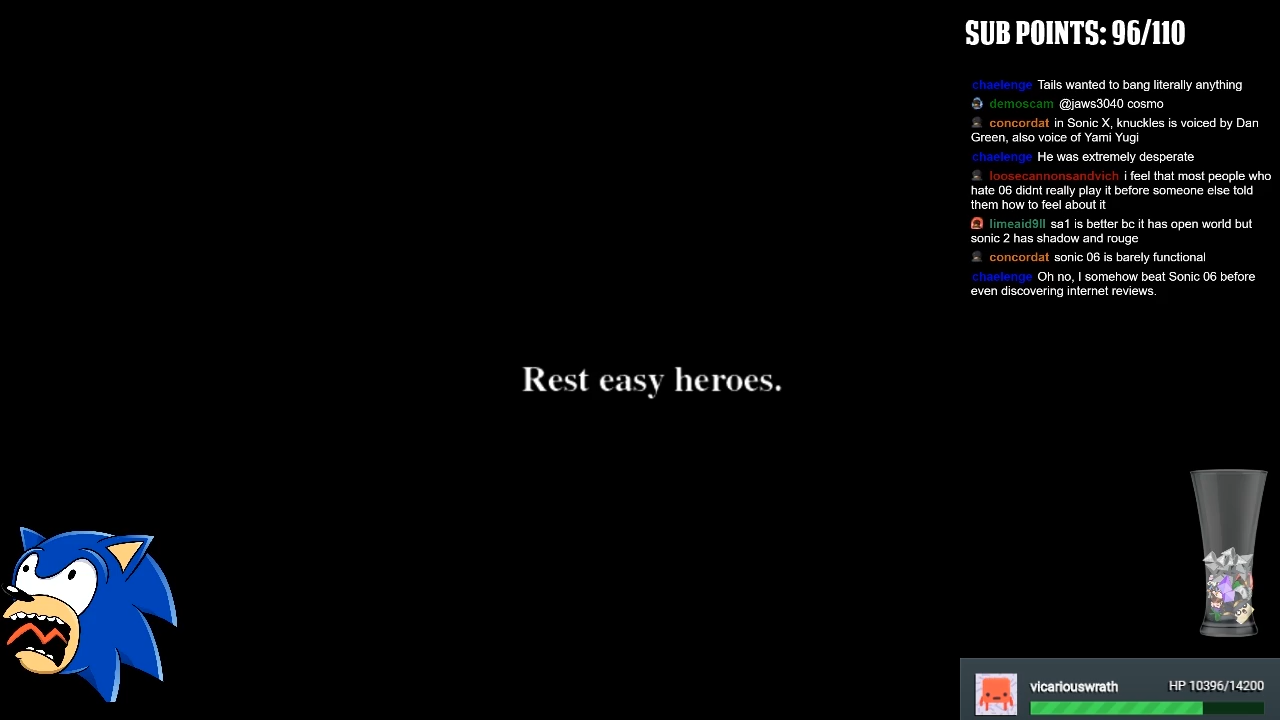 SUB POINTS: 96/110
chaelenge Tails wanted to bang literally anything
demoscam @jaws3040 cosmo
concordat in Sonic X, knuckles is voiced by Dan
Green, also voice of Yami Yugi
chaelenge He was extremely desperate
loosecannonsandvich i feel that most people who
hate 06 didnt really play it before someone else told
them how to feel about it
limeaid9ll sa1 is better bc it has open world but
sonic 2 has shadow and rouge
concordat sonic 06 is barely functional
chaelenge Oh no, I somehow beat Sonic 06 before
even discovering internet reviews.
Rest easy heroes.
vicariouswrath HP 10396/14200